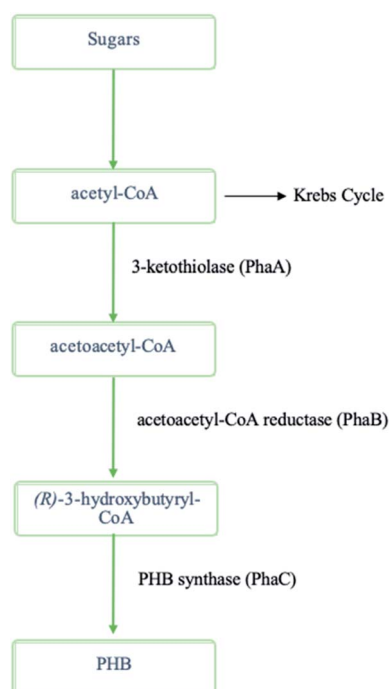 Sugars
acetyl-CoA
Krebs Cycle
3-ketothiolase (PhaA)
acetoacetyl-CoA
acetoacetyl-CoA reductase (PhaB)
(R)-3-hydroxybutyryl-
CoA
PHB synthase (PhaC)
PHB